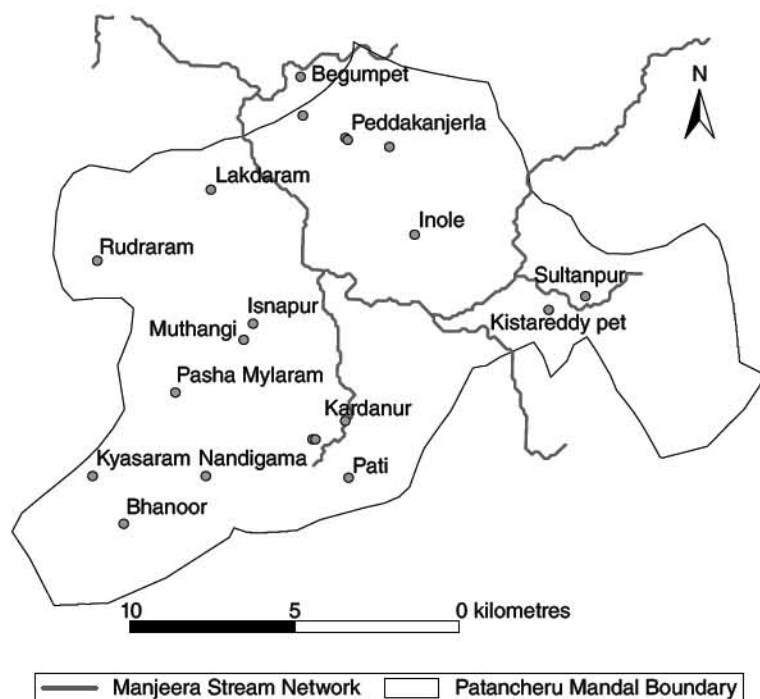 Begumpet
N
Peddakanjerla
Lakdaram
Inole
Rudraram
Sultanpur
Isnapur
Kistareddy pet
Muthangi
Pasha Mylaram
Kardanur
Kyasaram Nandigama
Pati
Bhanoor
10 5 0 kilometres
Manjeera Stream Network Patancheru Mandal Boundary